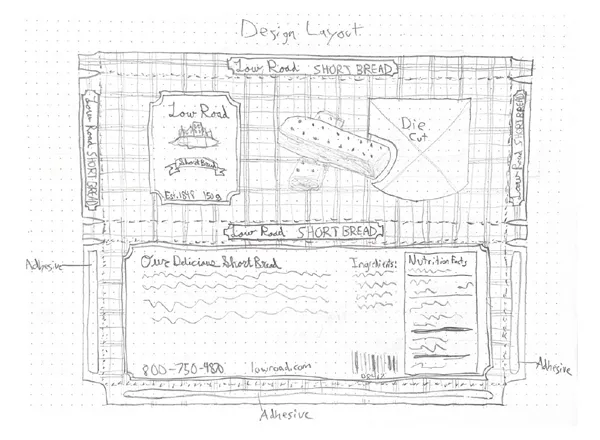 Design Layout
Low Road SHORT BREAD
Low Road SHORT BREAD
Low Road
Short Bread
Est. 1848 150g
Die
Cut
Low Road SHORT BREAD
Low Road SHORT BREAD
Adhesive
Our Delicious Short Bread
Ingredients:
Nutrition Facts
800-750-4820
lowroad.com
Adhesive
Adhesive